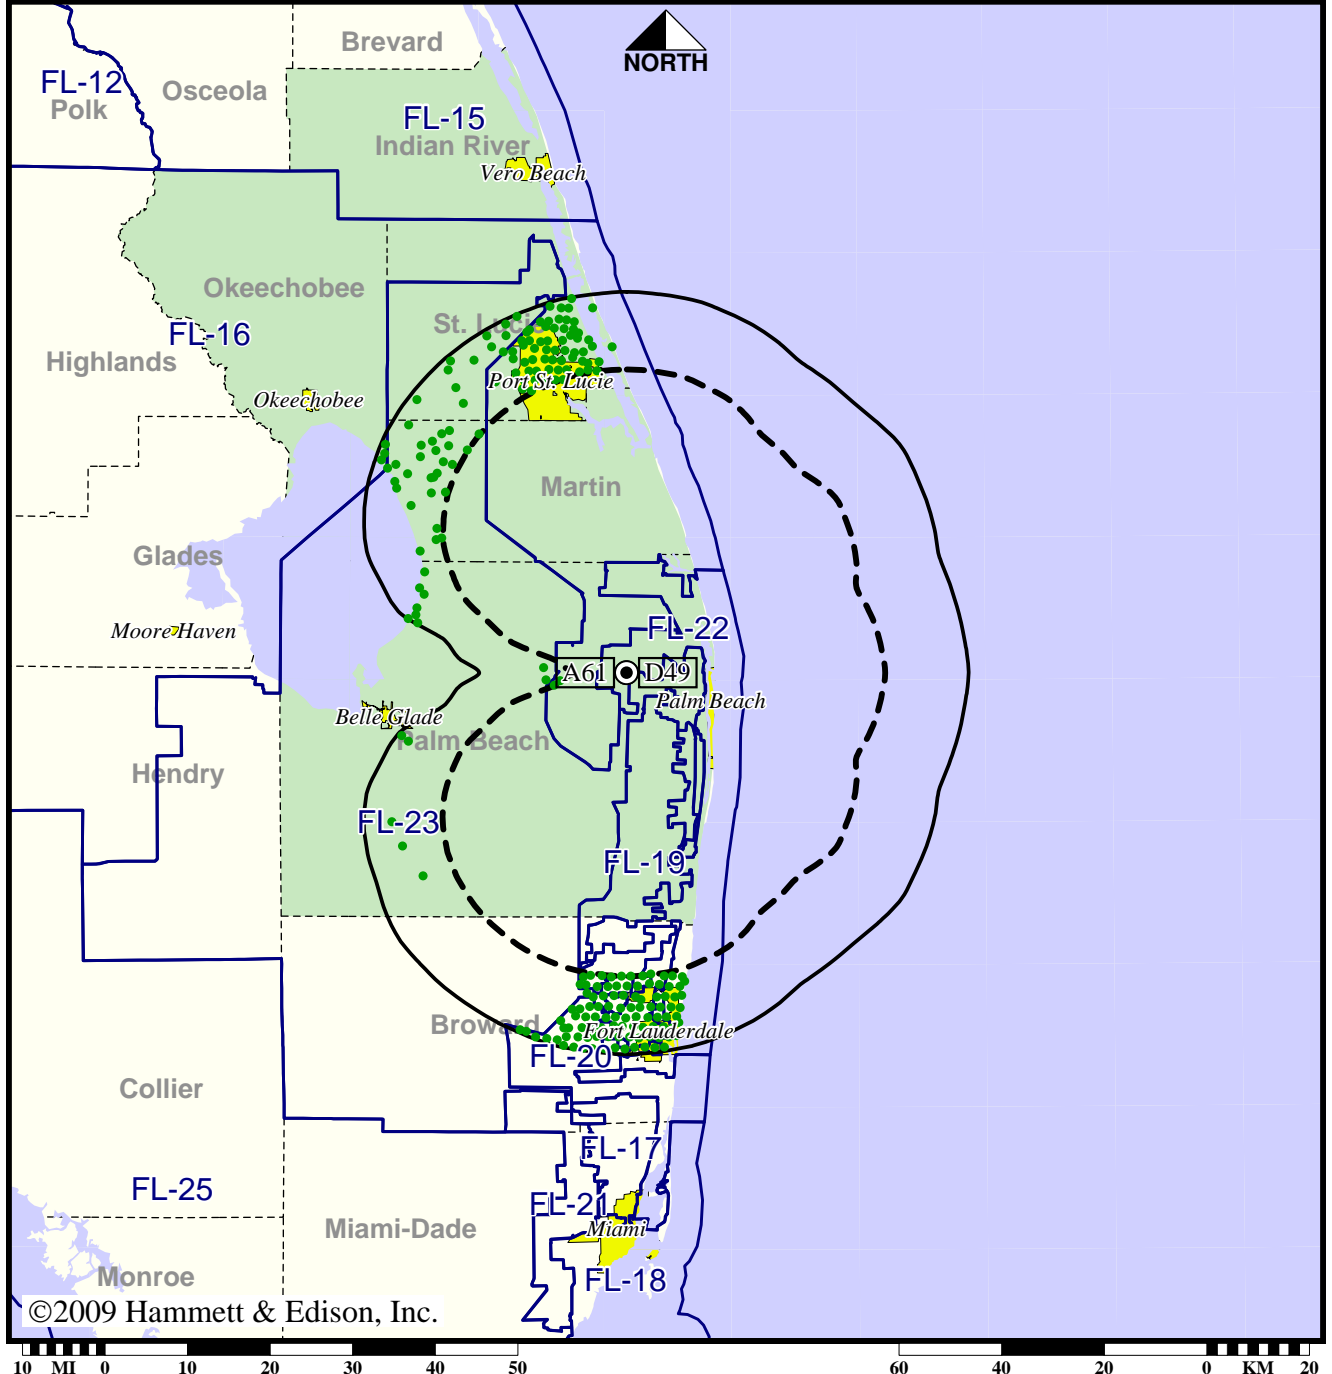 Brevard
NORTH
FL-12
Polk
Osceola
FL-15
Indian River
Vero Beach
Okeechobee
St. Lucie
FL-16
Highlands
Port St. Lucie
Okeechobee
Martin
Glades
Moore Haven
FL-22
A61
D49
Palm Beach
Belle Glade
Palm Beach
Hendry
FL-23
FL-19
Broward
Fort Lauderdale
FL-20
Collier
FL-17
FL-25
FL-21
Miami-Dade
Miami
Monroe
FL-18
©2009 Hammett & Edison, Inc.
10 MI 0 10 20 30 40 50 60 40 20 0 KM 20